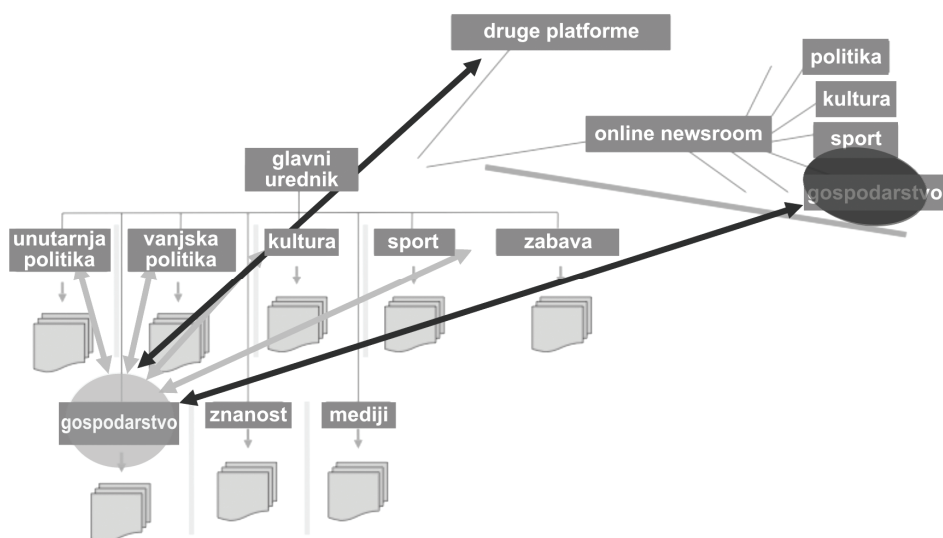 druge platforme
politika
kultura
online newsroom
sport
gospodarstvo
glavni
urednik
unutarnja
politika
vanjska
politika
kultura
sport
zabava
gospodarstvo
znanost
mediji